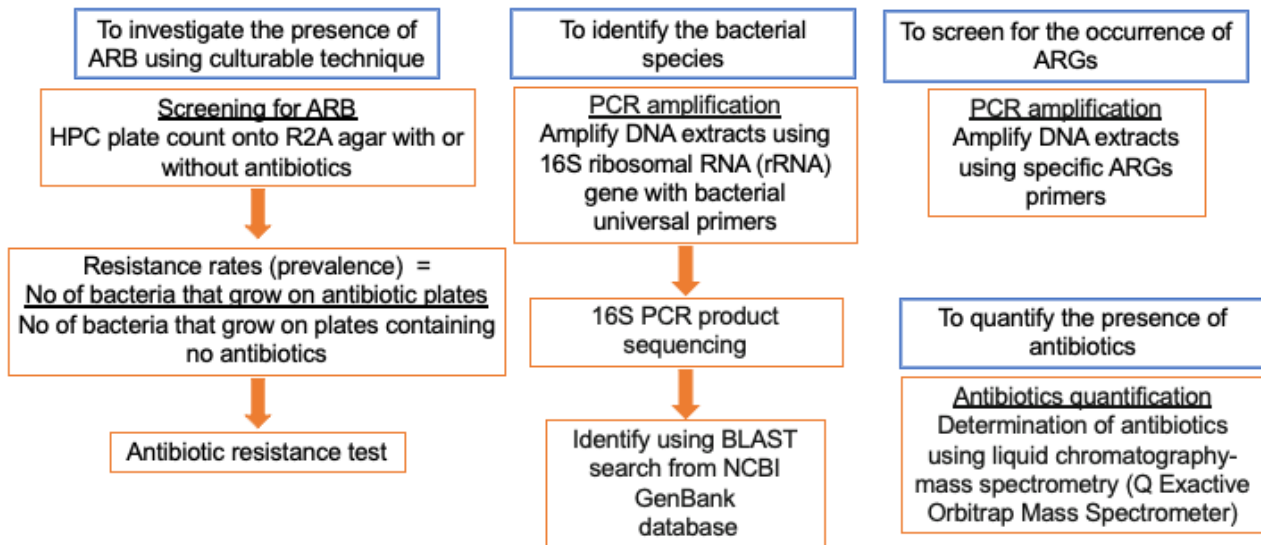 To investigate the presence of
ARB using culturable technique
Screening for ARB
HPC plate count onto R2A agar with or
without antibiotics
Resistance rates (prevalence) =
No of bacteria that grow on antibiotic plates
No of bacteria that grow on plates containing
no antibiotics
Antibiotic resistance test
To identify the bacterial
species
PCR amplification
Amplify DNA extracts using
16S ribosomal RNA (rRNA)
gene with bacterial
universal primers
16S PCR product
sequencing
Identify using BLAST
search from NCBI
GenBank
database
To screen for the occurrence of
ARGs
PCR amplification
Amplify DNA extracts
using specific ARGs
primers
To quantify the presence of
antibiotics
Antibiotics quantification
Determination of antibiotics
using liquid chromatography-
mass spectrometry (Q Exactive
Orbitrap Mass Spectrometer)